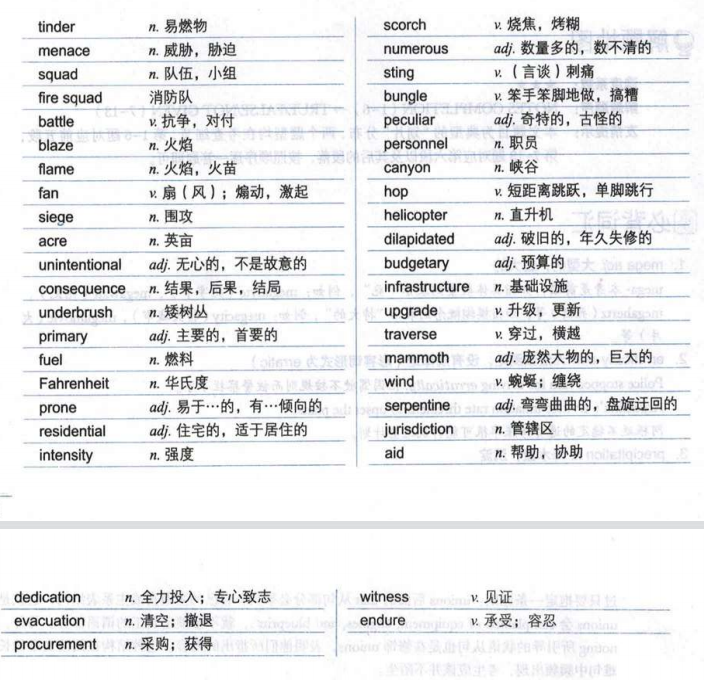 tinder n. 易燃物
menace n. 威胁，胁迫
squad n. 队伍，小组
fire squad 消防队
battle v. 抗争，对付
blaze n. 火焰
flame n. 火焰，火苗
fan v. 扇（风）；煽动，激起
siege n. 围攻
acre n. 英亩
unintentional adj. 无心的，不是故意的
consequence n. 结果，后果，结局
underbrush n. 矮树丛
primary adj. 主要的，首要的
fuel n. 燃料
Fahrenheit n. 华氏度
prone adj. 易于…的，有…倾向的
residential adj. 住宅的，适于居住的
intensity n. 强度
scorch v. 烧焦，烤糊
numerous adj. 数量多的，数不清的
sting v.（言谈）刺痛
bungle v. 笨手笨脚地做，搞糟
peculiar adj. 奇特的，古怪的
personnel n. 职员
canyon n. 峡谷
hop v. 短距离跳跃，单脚跳行
helicopter n. 直升机
dilapidated adj. 破旧的，年久失修的
budgetary adj. 预算的
infrastructure n. 基础设施
upgrade v. 升级，更新
traverse v. 穿过，横越
mammoth adj. 庞然大物的，巨大的
wind v. 蜿蜒；缠绕
serpentine adj. 弯弯曲曲的，盘旋迂回的
jurisdiction n. 管辖区
aid n. 帮助，协助
dedication n. 全力投入；专心致志
evacuation n. 清空；撤退
procurement n. 采购；获得
witness v. 见证
endure v. 承受；容忍